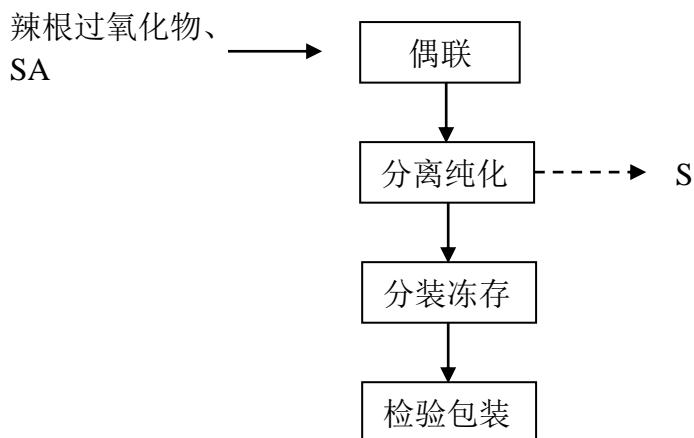 辣根过氧化物、
SA
偶联
分离纯化
S
分装冻存
检验包装